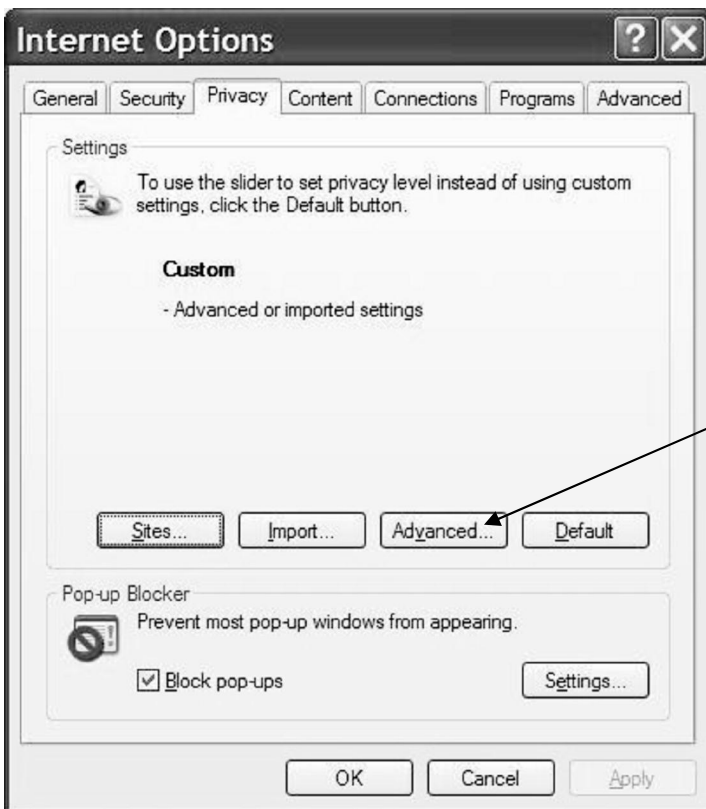 Internet Options
General Security Privacy Content Connections Programs Advanced
Settings
To use the slider to set privacy level instead of using custom
settings, click the Default button.
Custom
- Advanced or imported settings
Sites... Import... Advanced... Default
Pop-up Blocker
Prevent most pop-up windows from appearing.
Block pop-ups
Settings...
OK Cancel Apply